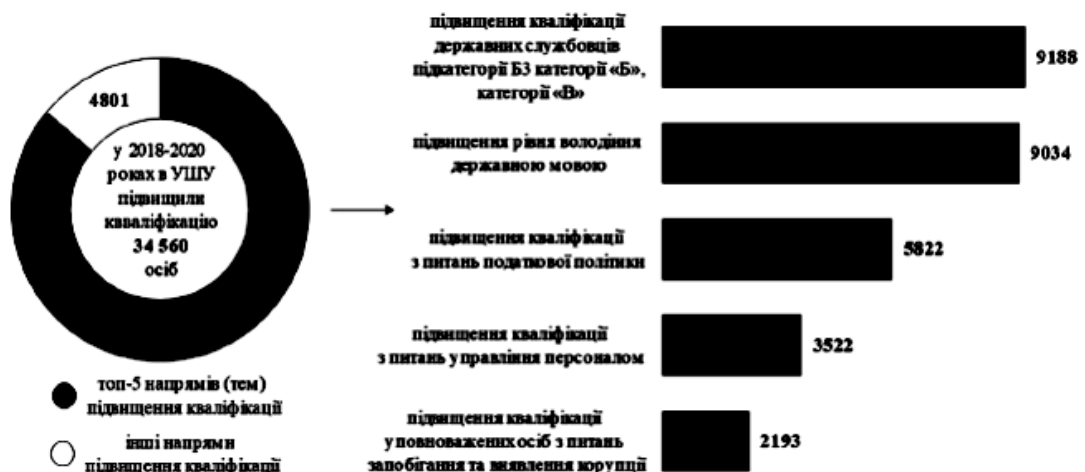 4801
у 2018-2020
роках в УШУ
підвищили
квваліфікацію
34 560
осіб
топ-5 напрямів (тем)
підвищення кваліфікації
інші напрями
підвищення кваліфікації
підвищення кваліфікації
державних службовців
підкатегорії Б3 категорії «Б»,
категорії «В»
9188
підвищення рівня володіння
державною мовою
9034
підвищення кваліфікації
з питань податкової політики
5822
підвищення кваліфікації
з питань управління персоналом
3522
підвищення кваліфікації
уповноважених осіб з питань
запобігання та виявлення корупції
2193